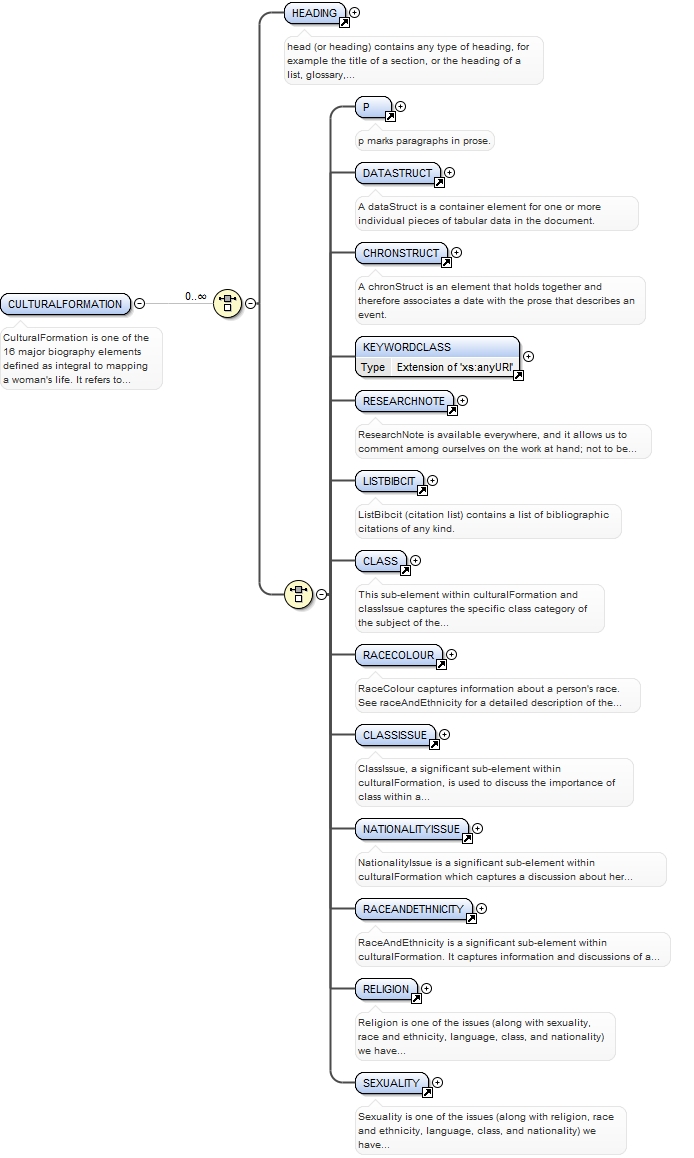 HEADING
head (or heading) contains any type of heading, for
example the title of a section, or the heading of a
list, glossary,...
P
p marks paragraphs in prose.
DATASTRUCT
A dataStruct is a container element for one or more
individual pieces of tabular data in the document.
CHRONSTRUCT
A chronStruct is an element that holds together and
therefore associates a date with the prose that describes an
event.
CULTURALFORMATION
0..∞
CulturalFormation is one of the
16 major biography elements
defined as integral to mapping
a woman's life. It refers to...
KEYWORDCLASS
Type Extension of 'xs:anyURI'
RESEARCHNOTE
ResearchNote is available everywhere, and it allows us to
comment among ourselves on the work at hand; not to be...
LISTBIBCIT
ListBibcit (citation list) contains a list of bibliographic
citations of any kind.
CLASS
This sub-element within culturalFormation and
classIssue captures the specific class category of
the subject of the...
RACECOLOUR
RaceColour captures information about a person's race.
See raceAndEthnicity for a detailed description of the...
CLASSISSUE
ClassIssue, a significant sub-element within
culturalFormation, is used to discuss the importance of
class within a...
NATIONALITYISSUE
NationalityIssue is a significant sub-element within
culturalFormation which captures a discussion about her...
RACEANDETHNICITY
RaceAndEthnicity is a significant sub-element within
culturalFormation. It captures information and discussions of a...
RELIGION
Religion is one of the issues (along with sexuality,
race and ethnicity, language, class, and nationality)
we have...
SEXUALITY
Sexuality is one of the issues (along with religion, race
and ethnicity, language, class, and nationality) we
have...